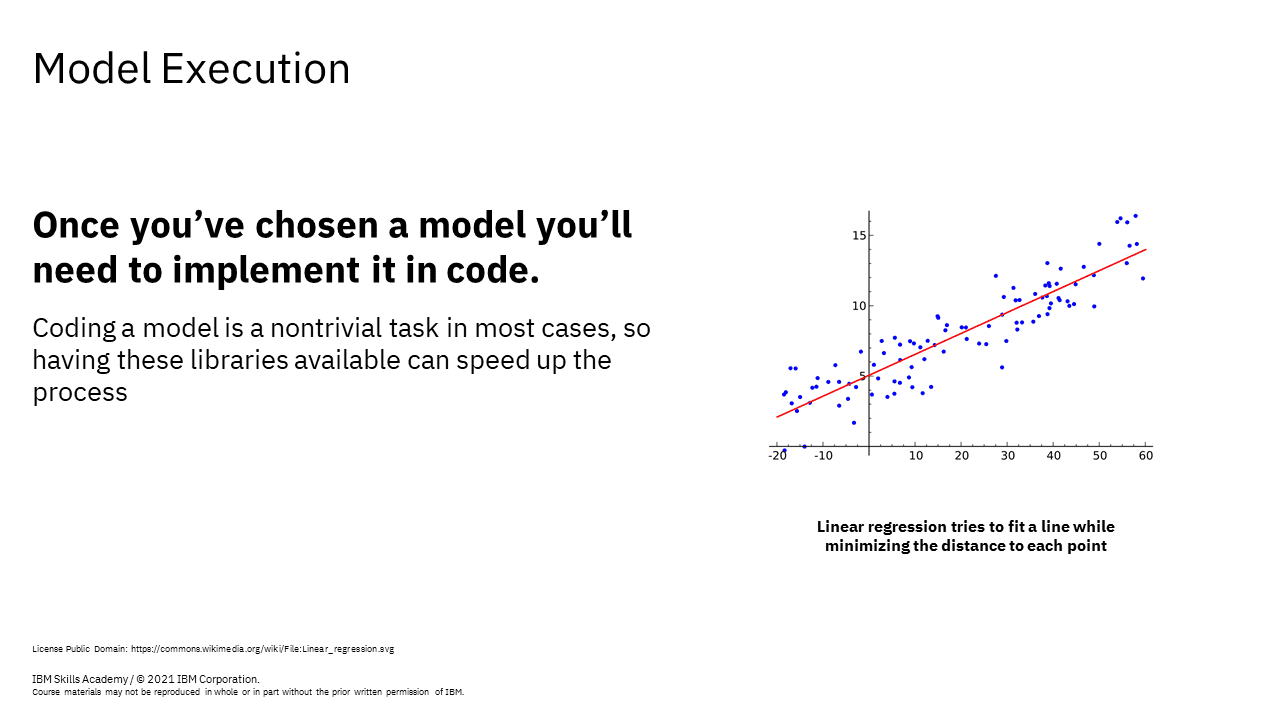 Model Execution
Once you’ve chosen a model you’ll
need to implement it in code.
Coding a model is a nontrivial task in most cases, so
having these libraries available can speed up the
process
15
10
5
-20 -10 10 20 30 40 50 60
Linear regression tries to fit a line while
minimizing the distance to each point
License Public Domain: https://commons.wikimedia.org/wiki/File:Linear_regression.svg
IBM Skills Academy / © 2021 IBM Corporation.
Course materials may not be reproduced in whole or in part without the prior written permission of IBM.